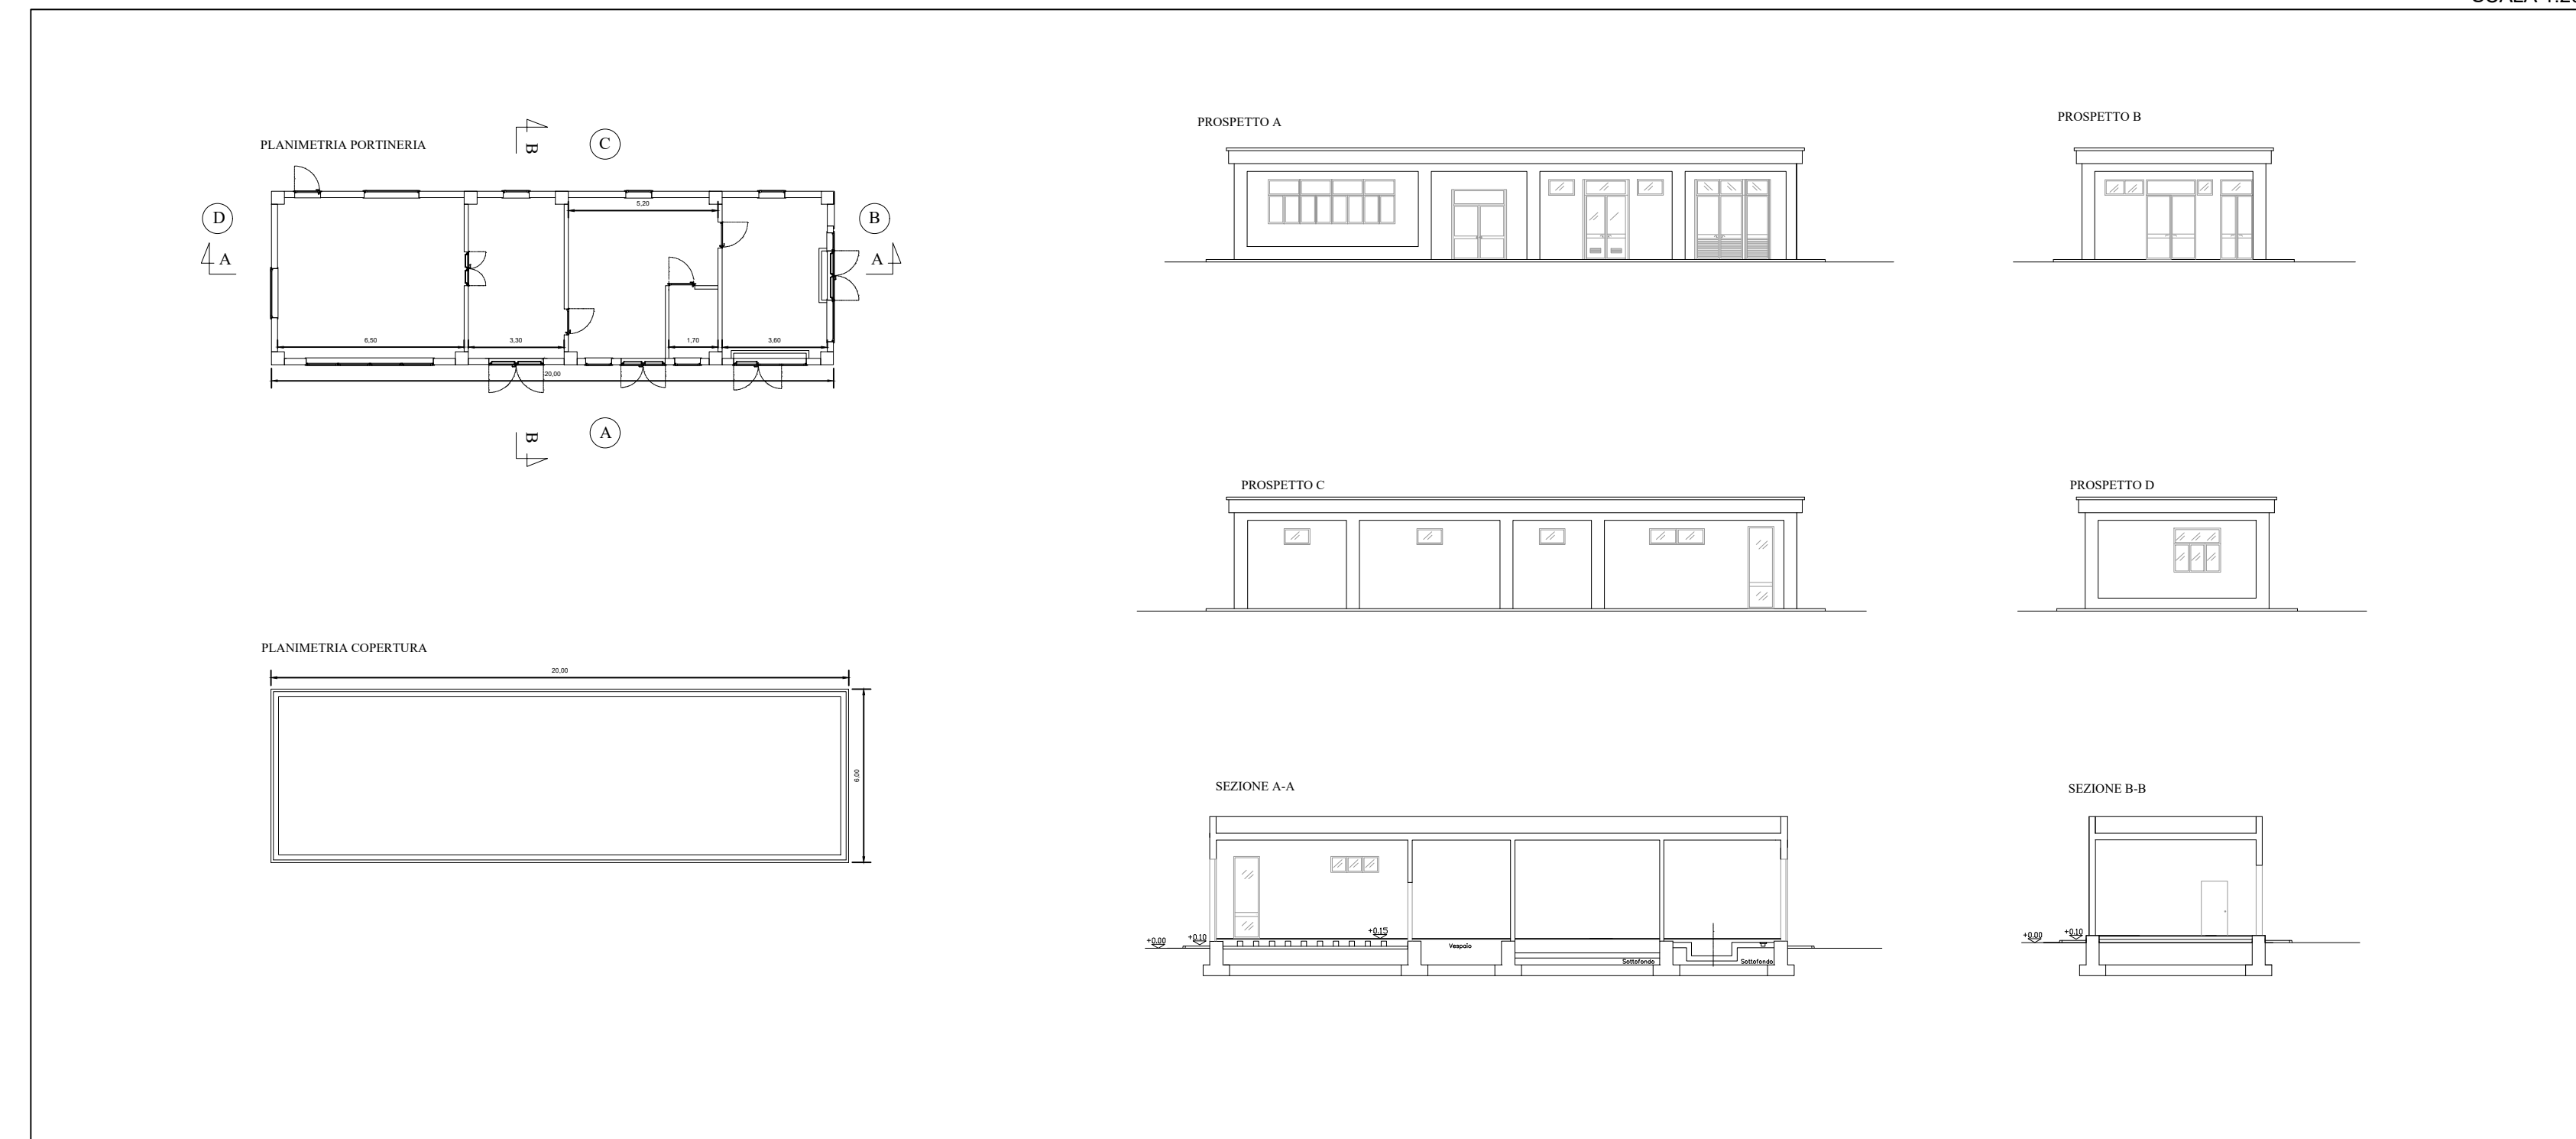 PLANIMETRIA PORTINERIA
B
C
D
A
5,20
B
A
6,50
3,30
1,70
3,60
20,00
B
A
PLANIMETRIA COPERTURA
20,00
6,00
PROSPETTO A
PROSPETTO B
PROSPETTO C
PROSPETTO D
SEZIONE A-A
+0.00
+0.10
+0.15
Vespaio
Sottofondo
Sottofondo
SEZIONE B-B
+0.00
+0.10